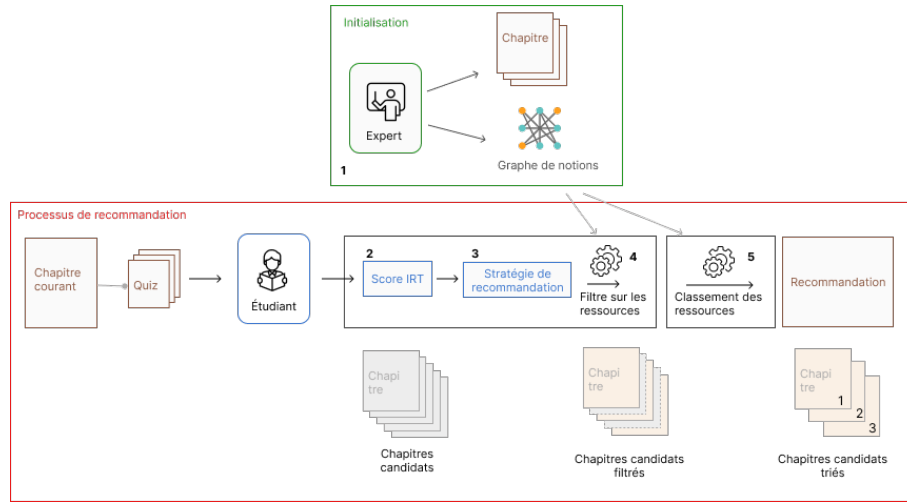 Initialisation
Chapitre
Expert
Graphe de notions
1
Processus de recommandation
Chapitre
courant
Quiz
Étudiant
2
Score IRT
3
Stratégie de
recommandation
4
Filtre sur les
ressources
5
Classement des
ressources
Recommandation
Chapi
tre
Chapitres
candidats
Chapi
tre
Chapitres candidats
filtrés
Chapi
tre
1
2
3
Chapitres candidats
triés